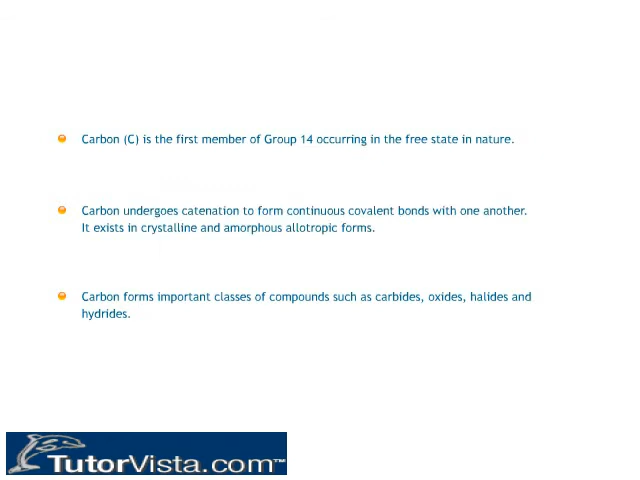 Carbon (C) is the first member of Group 14 occurring in the free state in nature.
Carbon undergoes catenation to form continuous covalent bonds with one another.
It exists in crystalline and amorphous allotropic forms.
Carbon forms important classes of compounds such as carbides, oxides, halides and
hydrides.
TutorVista.com™